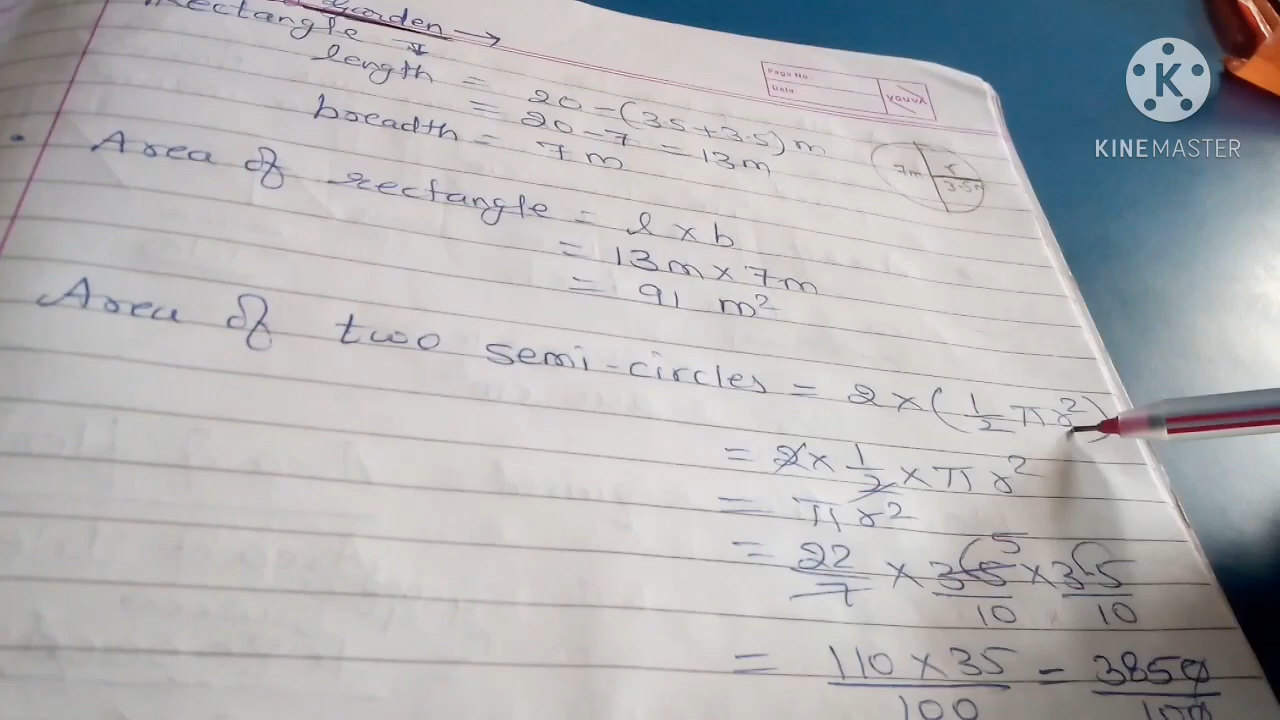 Garden →
Rectangle →
length = 20-(3.5+3.5) m
= 20-7 = 13m
breadth = 7m
Area of rectangle = l x b
= 13m x 7m
= 91 m²
Area of two semi-circles = 2 x (1/2 π r²)
= 2 x 1/2 x π r²
= π r²
= 22/7 x 35/10 x 35/10
5
= 110 x 35/100 = 3850/100
Page No.
Date
YOUVA
7m
r
3.5
K
KINEMASTER